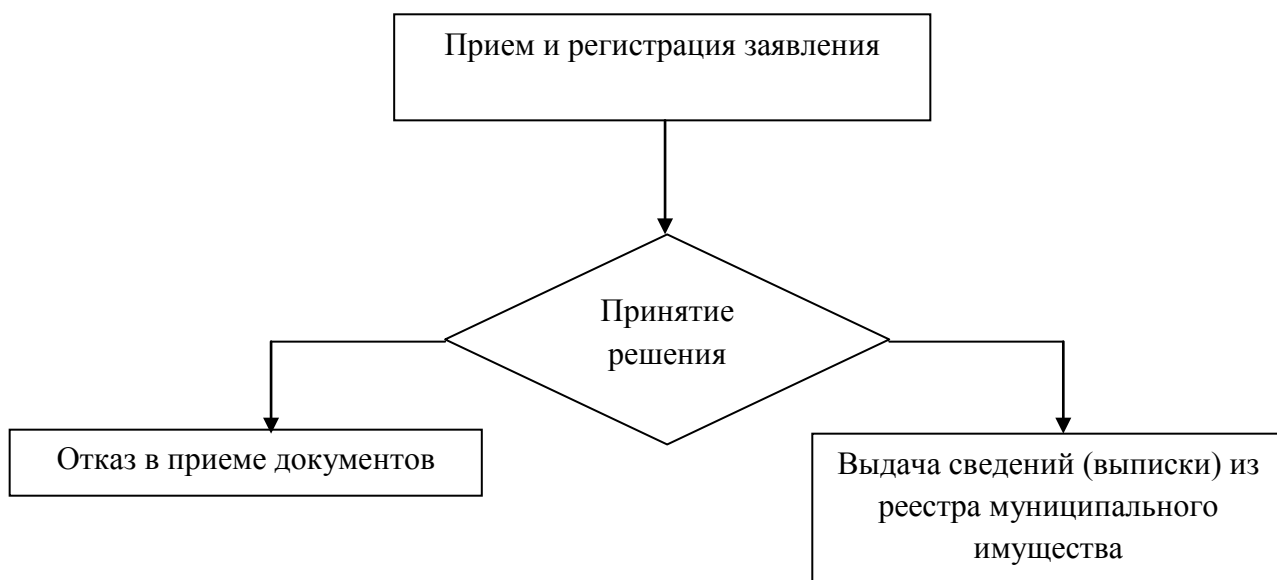 Прием и регистрация заявления
Принятие
решения
Отказ в приеме документов
Выдача сведений (выписки) из
реестра муниципального
имущества